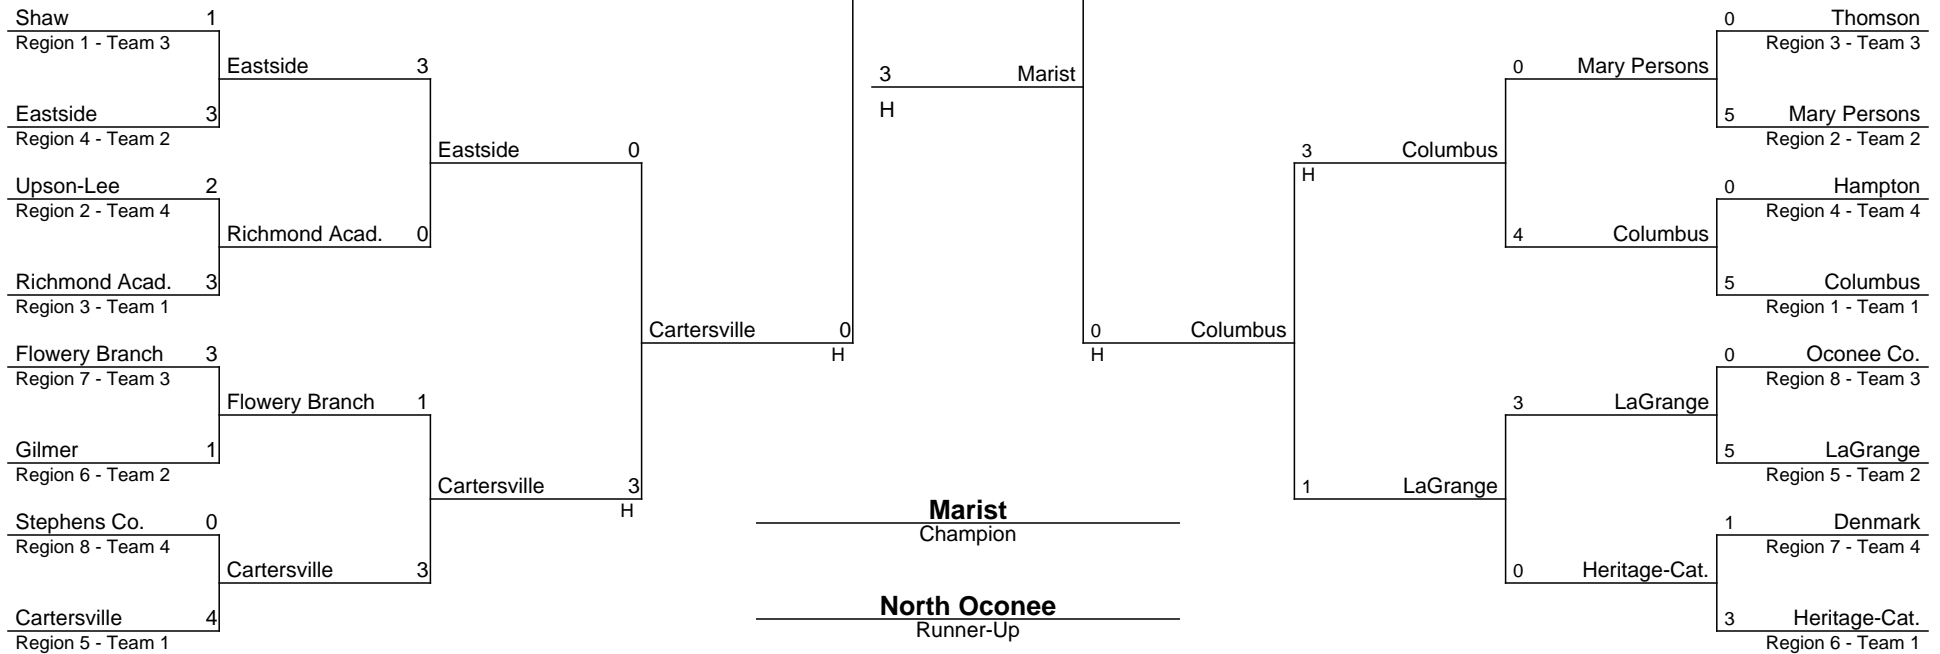 Shaw 1
Region 1 - Team 3
Eastside 3
Eastside 3
Region 4 - Team 2
Eastside 0
Upson-Lee 2
Region 2 - Team 4
Richmond Acad. 0
Richmond Acad. 3
Region 3 - Team 1
Cartersville 0
H
Flowery Branch 3
Region 7 - Team 3
Flowery Branch 1
Gilmer 1
Region 6 - Team 2
Cartersville 3
H
Stephens Co. 0
Region 8 - Team 4
Cartersville 3
Cartersville 4
Region 5 - Team 1
3 Marist
H
Marist
Champion
North Oconee
Runner-Up
0 Thomson
Region 3 - Team 3
0 Mary Persons
5 Mary Persons
Region 2 - Team 2
3 Columbus
H
0 Hampton
Region 4 - Team 4
4 Columbus
5 Columbus
Region 1 - Team 1
0 Columbus
H
0 Oconee Co.
Region 8 - Team 3
3 LaGrange
5 LaGrange
Region 5 - Team 2
1 LaGrange
1 Denmark
Region 7 - Team 4
0 Heritage-Cat.
3 Heritage-Cat.
Region 6 - Team 1